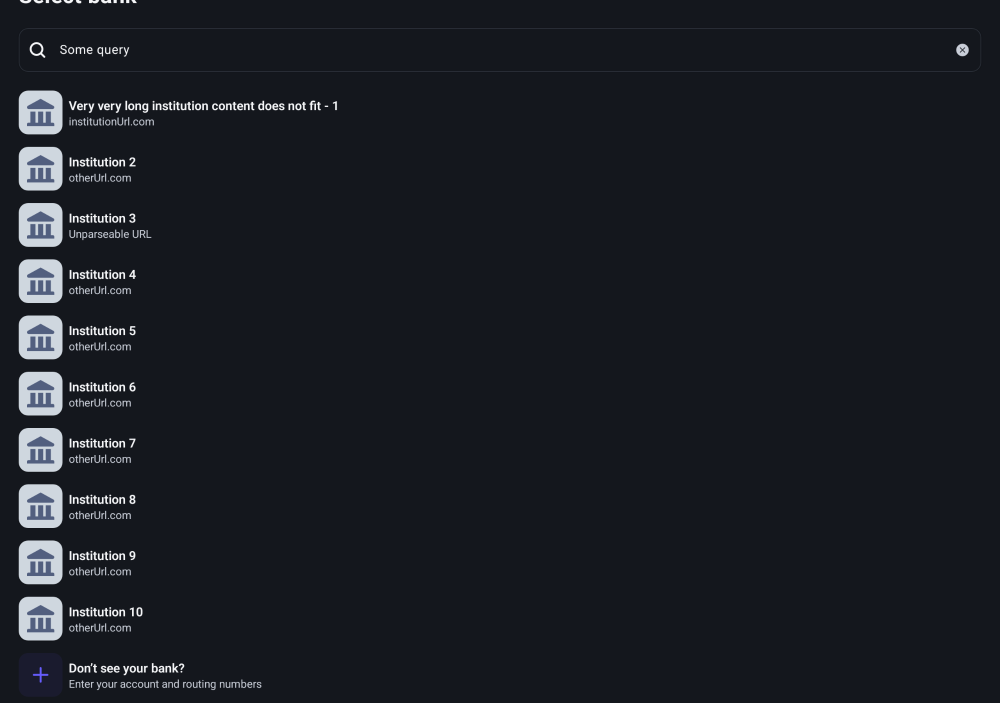 Select bank
Some query
Very very long institution content does not fit - 1
institutionUrl.com
Institution 2
otherUrl.com
Institution 3
Unparseable URL
Institution 4
otherUrl.com
Institution 5
otherUrl.com
Institution 6
otherUrl.com
Institution 7
otherUrl.com
Institution 8
otherUrl.com
Institution 9
otherUrl.com
Institution 10
otherUrl.com
Don’t see your bank?
Enter your account and routing numbers